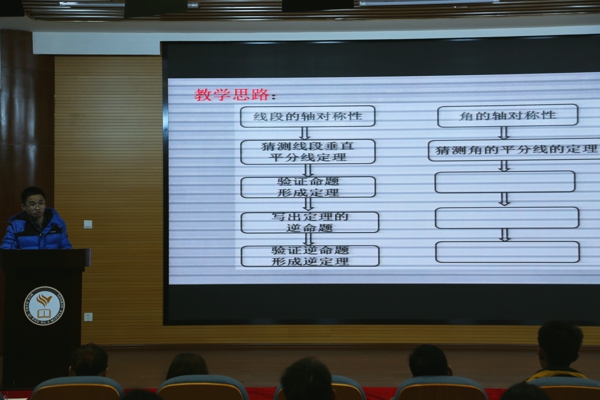 教学思路：
线段的轴对称性
猜测线段垂直
平分线定理
验证命题
形成定理
写出定理的
逆命题
验证逆命题
形成逆定理
角的轴对称性
猜测角的平分线的定理